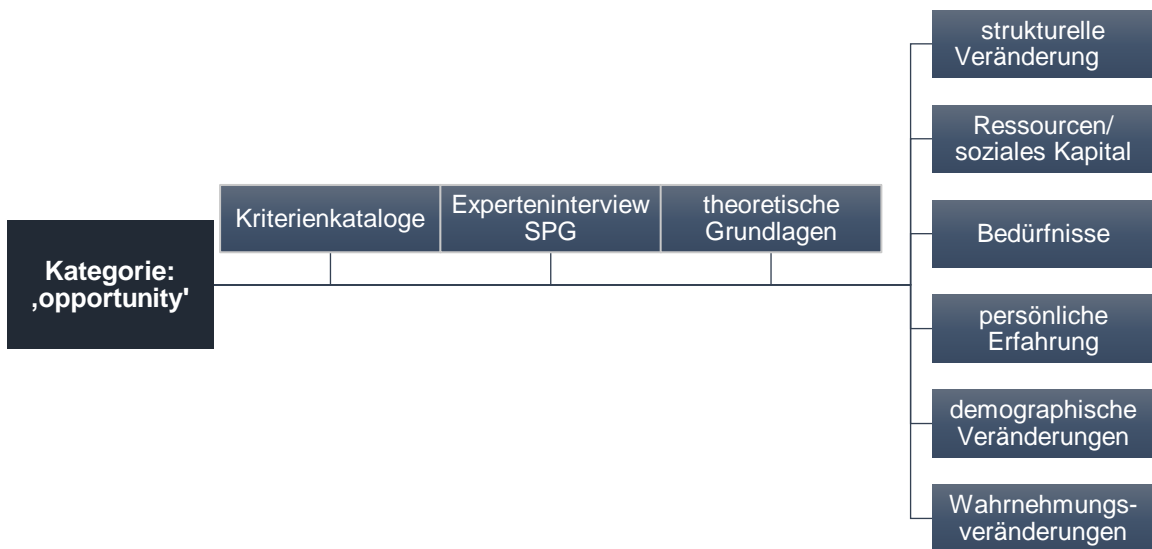 Kategorie:
‚opportunity'
Kriterienkataloge
Experteninterview
SPG
theoretische
Grundlagen
strukturelle
Veränderung
Ressourcen/
soziales Kapital
Bedürfnisse
persönliche
Erfahrung
demographische
Veränderungen
Wahrnehmungs-
veränderungen